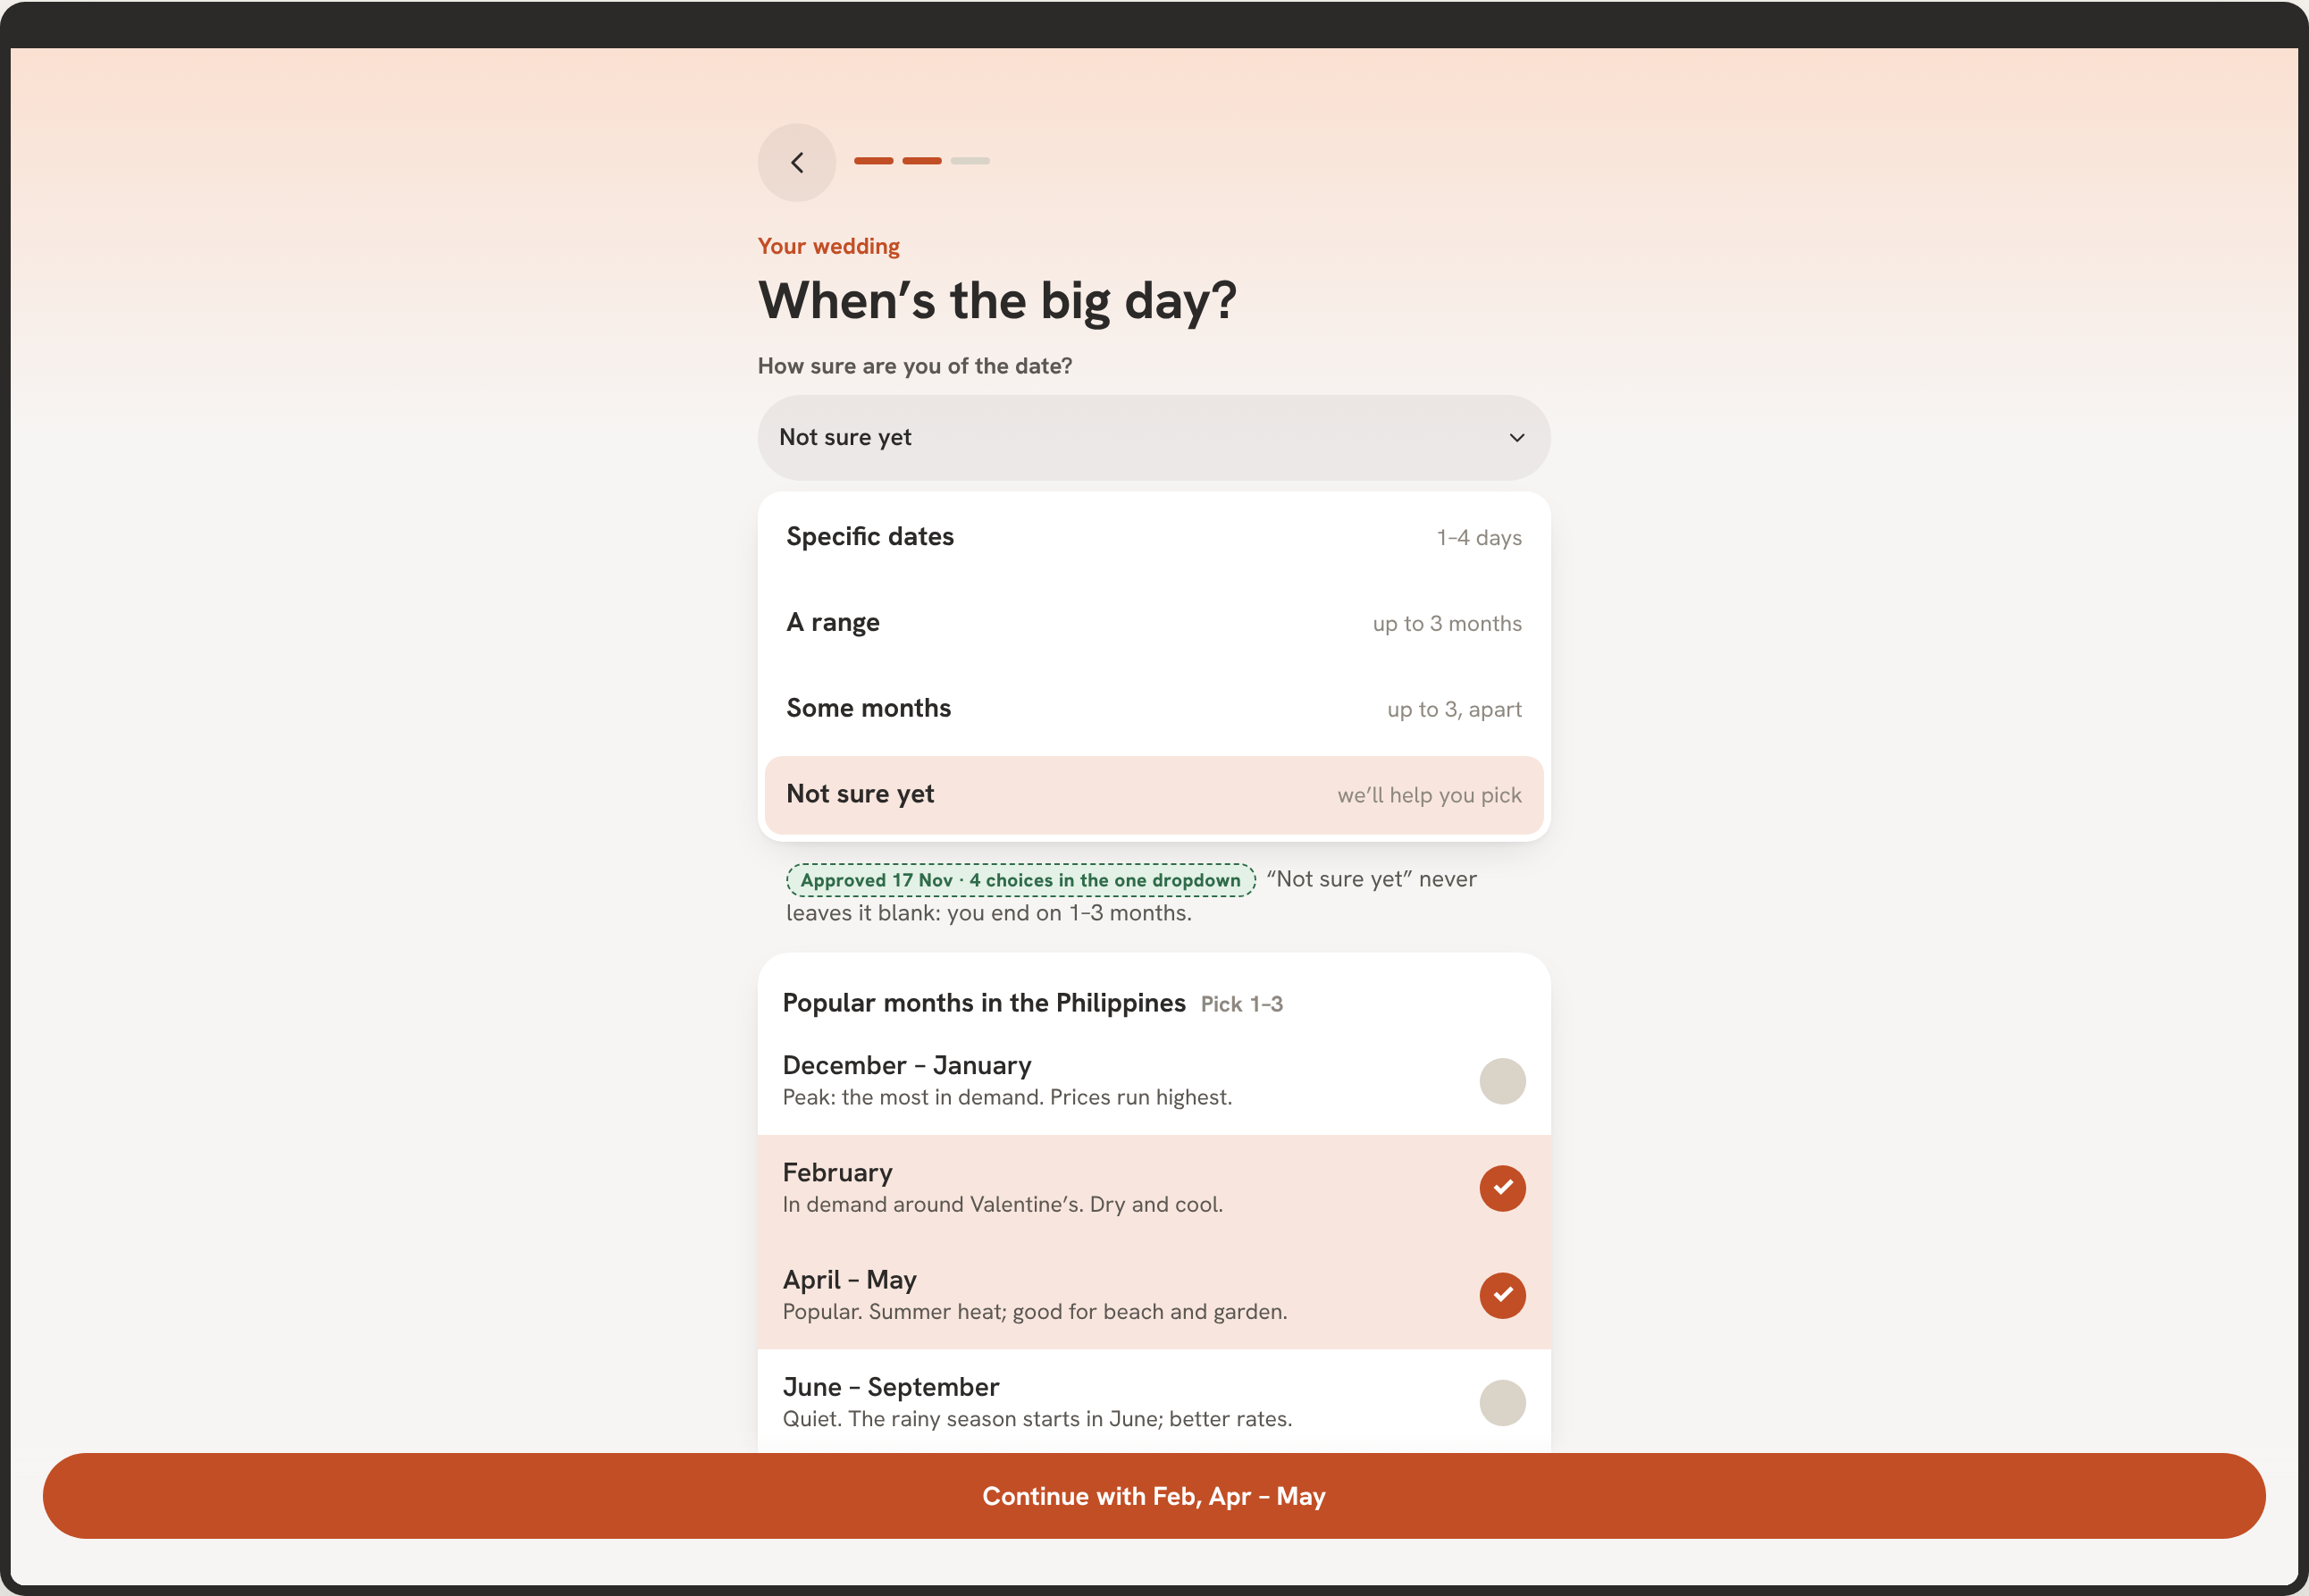 Your wedding
When’s the big day?
How sure are you of the date?
Not sure yet
Specific dates 1–4 days
A range up to 3 months
Some months up to 3, apart
Not sure yet we’ll help you pick
Approved 17 Nov · 4 choices in the one dropdown “Not sure yet” never
leaves it blank: you end on 1–3 months.
Popular months in the Philippines Pick 1–3
December – January
Peak: the most in demand. Prices run highest.
February
In demand around Valentine’s. Dry and cool.
April – May
Popular. Summer heat; good for beach and garden.
June – September
Quiet. The rainy season starts in June; better rates.
Continue with Feb, Apr – May